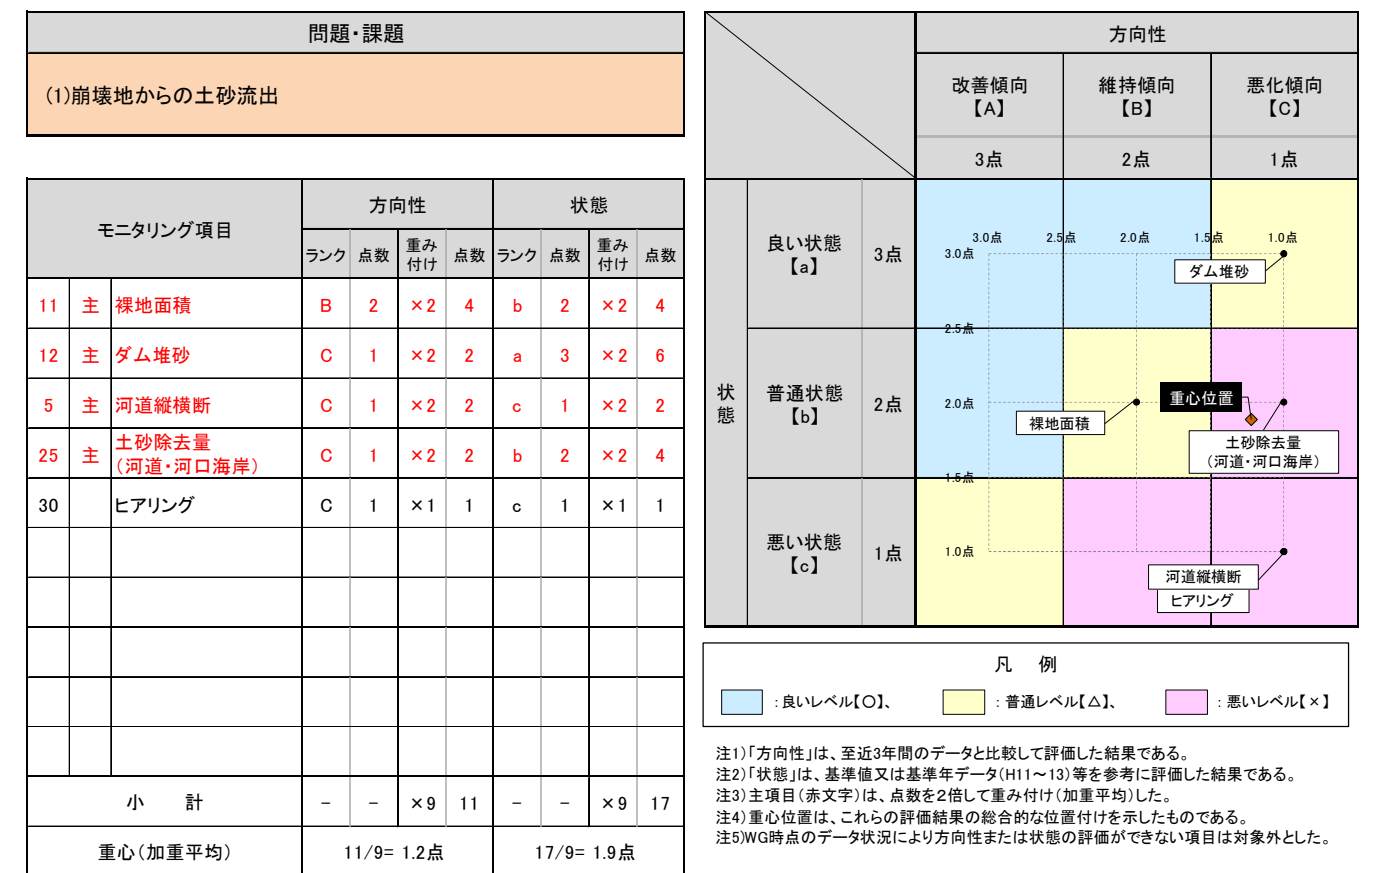 問題・課題
(1)崩壊地からの土砂流出
モニタリング項目 方向性 状態
ランク 点数 重み付け 点数 ランク 点数 重み付け 点数
11 主 裸地面積 B 2 ×2 4 b 2 ×2 4
12 主 ダム堆砂 C 1 ×2 2 a 3 ×2 6
5 主 河道縦横断 C 1 ×2 2 c 1 ×2 2
25 主 土砂除去量
(河道・河口海岸) C 1 ×2 2 b 2 ×2 4
30 ヒアリング C 1 ×1 1 c 1 ×1 1
小 計 － － ×9 11 － － ×9 17
重心(加重平均) 11/9= 1.2点 17/9= 1.9点
方向性
改善傾向 維持傾向 悪化傾向
【A】 【B】 【C】
3点 2点 1点
状態
良い状態
【a】
3点
普通状態
【b】
2点
悪い状態
【c】
1点
3.0点 2.5点 2.0点 1.5点 1.0点
3.0点
ダム堆砂
2.5点
2.0点
重心位置
裸地面積
土砂除去量
(河道・河口海岸)
1.5点
1.0点
河道縦横断
ヒアリング
凡 例
:良いレベル【○】、 :普通レベル【△】、 :悪いレベル【×】
注1)「方向性」は、至近3年間のデータと比較して評価した結果である。
注2)「状態」は、基準値又は基準年データ(H11～13)等を参考に評価した結果である。
注3)主項目(赤文字)は、点数を2倍して重み付け(加重平均)した。
注4)重心位置は、これらの評価結果の総合的な位置付けを示したものである。
注5)WG時点のデータ状況により方向性または状態の評価ができない項目は対象外とした。